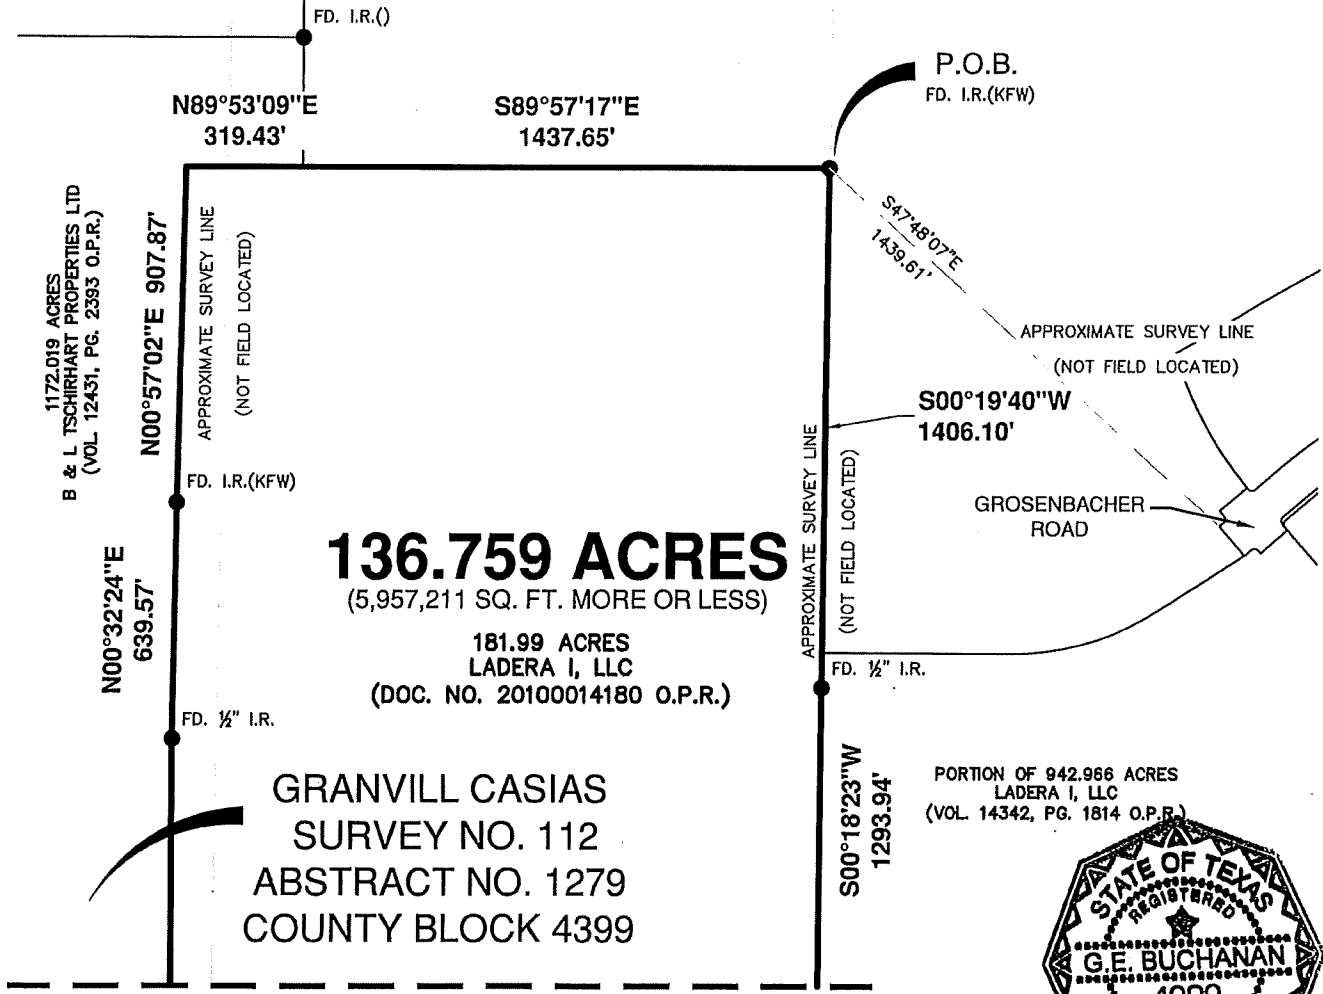 FD. I.R.()
P.O.B.
FD. I.R.(KFW)
N89°53'09"E
319.43'
S89°57'17"E
1437.65'
S47°48'07"E
1439.61'
1172.019 ACRES
B & L TSCHIRHART PROPERTIES LTD
(VOL. 12431, PG. 2393 O.P.R.)
N00°57'02"E 907.87'
APPROXIMATE SURVEY LINE
(NOT FIELD LOCATED)
APPROXIMATE SURVEY LINE
(NOT FIELD LOCATED)
S00°19'40"W
1406.10'
FD. I.R.(KFW)
APPROXIMATE SURVEY LINE
(NOT FIELD LOCATED)
GROSENBACHER
ROAD
136.759 ACRES
(5,957,211 SQ. FT. MORE OR LESS)
181.99 ACRES
LADERA I, LLC
(DOC. NO. 20100014180 O.P.R.)
N00°32'24"E
639.57'
FD. ½" I.R.
FD. ½" I.R.
GRANVILL CASIAS
SURVEY NO. 112
ABSTRACT NO. 1279
COUNTY BLOCK 4399
S00°18'23"W
1293.94'
PORTION OF 942.966 ACRES
LADERA I, LLC
(VOL. 14342, PG. 1814 O.P.R.)
STATE OF TEXAS
REGISTERED
G.E. BUCHANAN